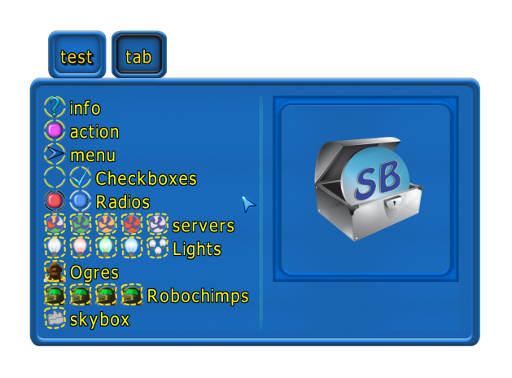 test tab
info
action
menu
Checkboxes
Radios
servers
Lights
Ogres
Robochimps
skybox
SB